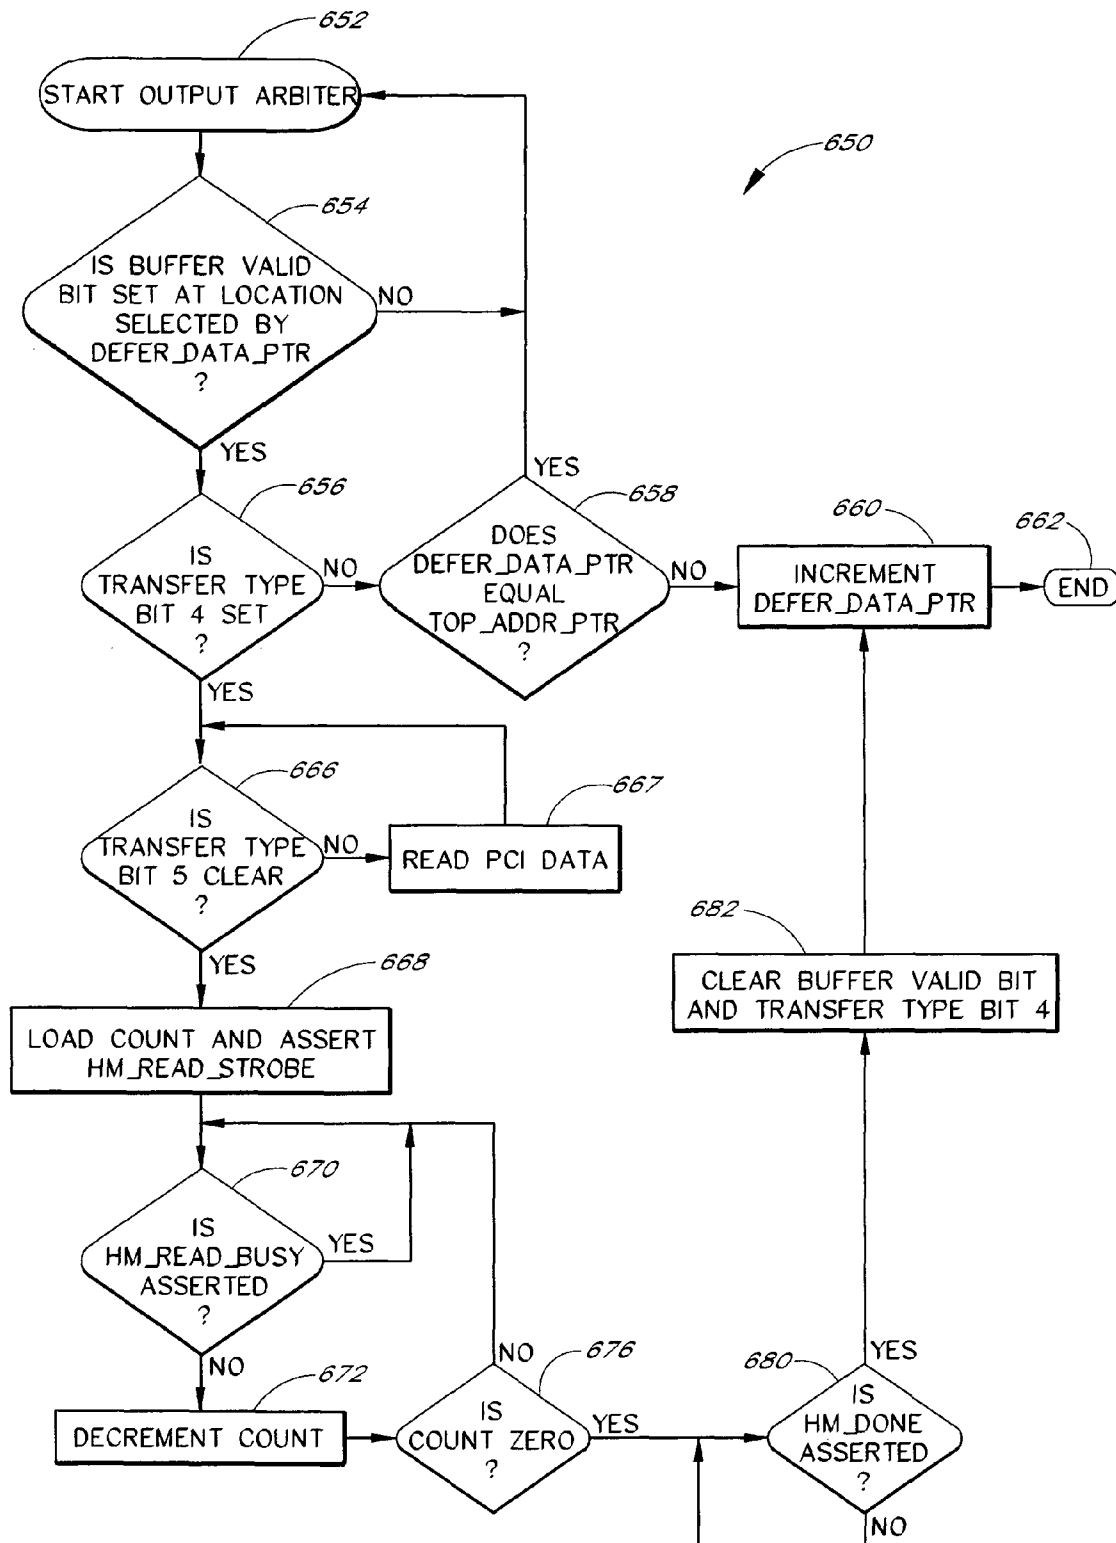 652
START OUTPUT ARBITER
650
654
IS BUFFER VALID
BIT SET AT LOCATION
SELECTED BY
DEFER_DATA_PTR
?
NO
YES
656
IS
TRANSFER TYPE
BIT 4 SET
?
NO
YES
YES
658
DOES
DEFER_DATA_PTR
EQUAL
TOP_ADDR_PTR
?
NO
660
INCREMENT
DEFER_DATA_PTR
662
END
666
IS
TRANSFER TYPE
BIT 5 CLEAR
?
NO
YES
667
READ PCI DATA
668
LOAD COUNT AND ASSERT
HM_READ_STROBE
682
CLEAR BUFFER VALID BIT
AND TRANSFER TYPE BIT 4
670
IS
HM_READ_BUSY
ASSERTED
?
YES
NO
672
DECREMENT COUNT
NO
676
IS
COUNT ZERO
?
YES
YES
680
IS
HM_DONE
ASSERTED
?
NO